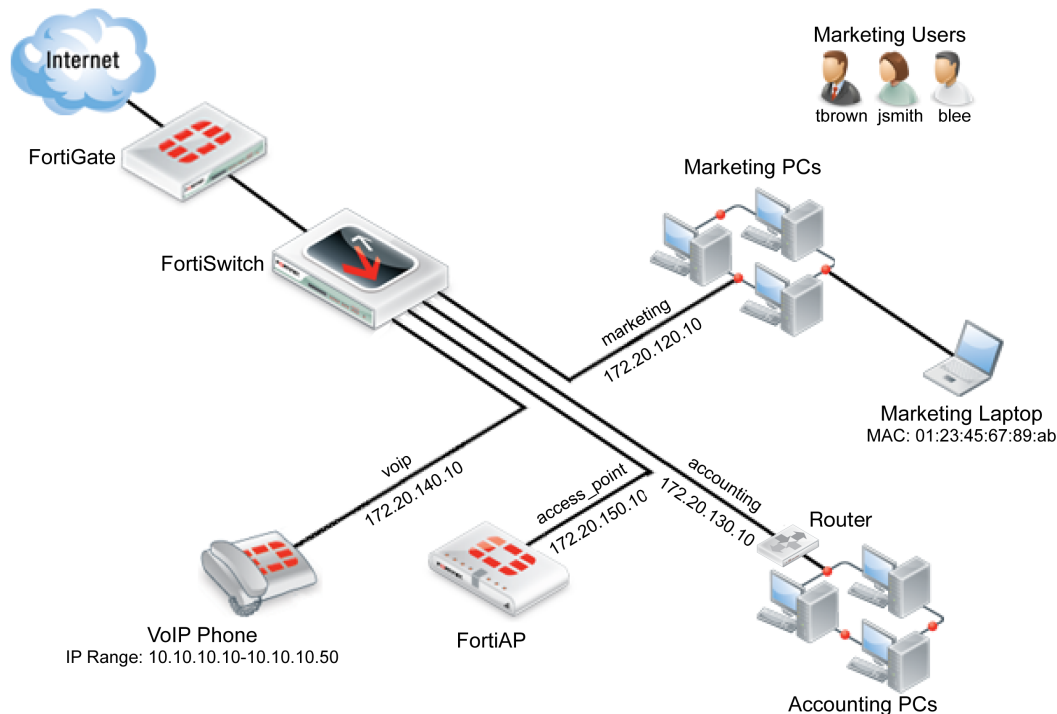 Internet
Marketing Users
tbrown jsmith blee
FortiGate
Marketing PCs
FortiSwitch
marketing
172.20.120.10
Marketing Laptop
MAC: 01:23:45:67:89:ab
voip
172.20.140.10
access_point
172.20.150.10
accounting
172.20.130.10
Router
VoIP Phone
IP Range: 10.10.10.10-10.10.10.50
FortiAP
Accounting PCs